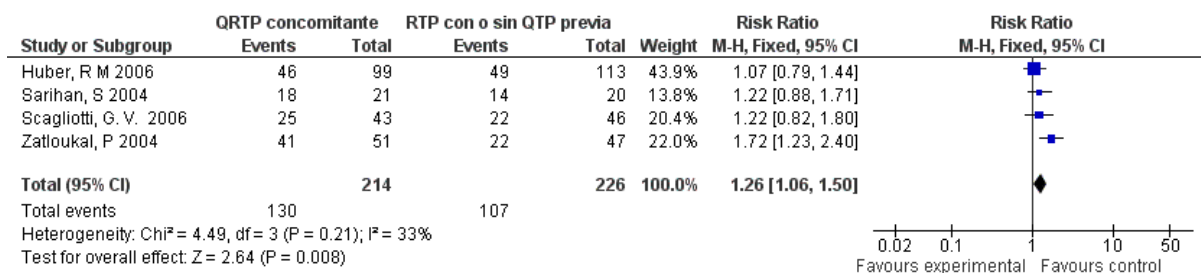 QRTP concomitante RTP con o sin QTP previa Risk Ratio Risk Ratio
Study or Subgroup Events Total Events Total Weight M-H, Fixed, 95% CI M-H, Fixed, 95% CI
Huber, R M 2006 46 99 49 113 43.9% 1.07 [0.79, 1.44]
Sarihan, S 2004 18 21 14 20 13.8% 1.22 [0.88, 1.71]
Scagliotti, G. V. 2006 25 43 22 46 20.4% 1.22 [0.82, 1.80]
Zatloukal, P 2004 41 51 22 47 22.0% 1.72 [1.23, 2.40]
Total (95% CI) 214 226 100.0% 1.26 [1.06, 1.50]
Total events 130 107
Heterogeneity: Chi² = 4.49, df = 3 (P = 0.21); I² = 33%
Test for overall effect: Z = 2.64 (P = 0.008)
0.02 0.1 1 10 50
Favours experimental Favours control